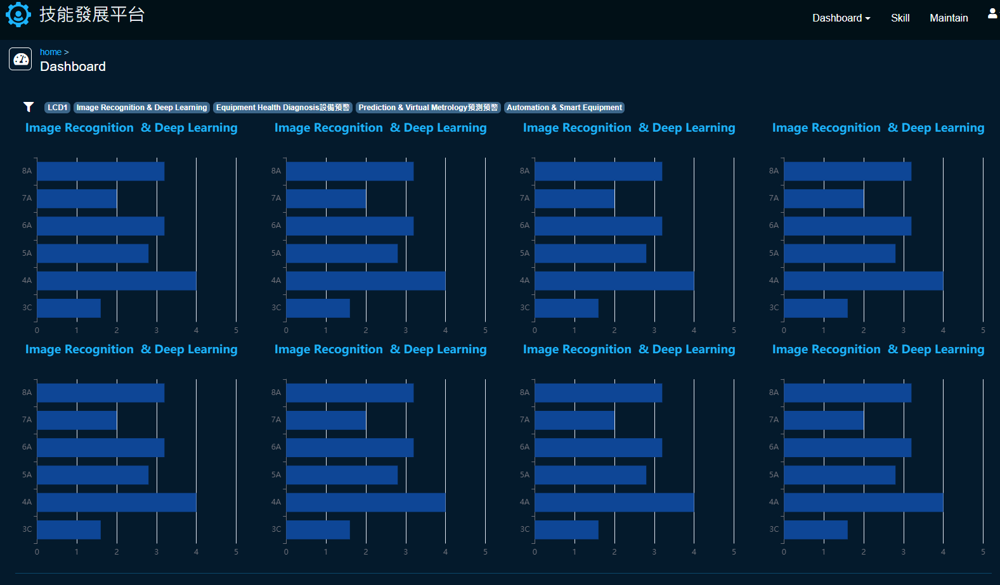 技能發展平台
Dashboard Skill Maintain
home >
Dashboard
LCD1 Image Recognition & Deep Learning Equipment Health Diagnosis設備預警 Prediction & Virtual Metrology預測預警 Automation & Smart Equipment
Image Recognition & Deep Learning Image Recognition & Deep Learning Image Recognition & Deep Learning Image Recognition & Deep Learning
8A 8A 8A 8A
7A 7A 7A 7A
6A 6A 6A 6A
5A 5A 5A 5A
4A 4A 4A 4A
3C 3C 3C 3C
0 1 2 3 4 5 0 1 2 3 4 5 0 1 2 3 4 5 0 1 2 3 4 5
Image Recognition & Deep Learning Image Recognition & Deep Learning Image Recognition & Deep Learning Image Recognition & Deep Learning
8A 8A 8A 8A
7A 7A 7A 7A
6A 6A 6A 6A
5A 5A 5A 5A
4A 4A 4A 4A
3C 3C 3C 3C
0 1 2 3 4 5 0 1 2 3 4 5 0 1 2 3 4 5 0 1 2 3 4 5